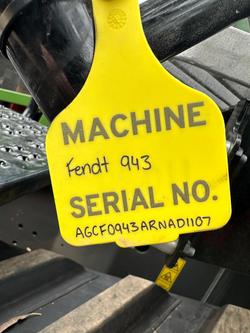 MACHINE
Fendt 943
SERIAL NO.
AGCF0943ARNAD1107